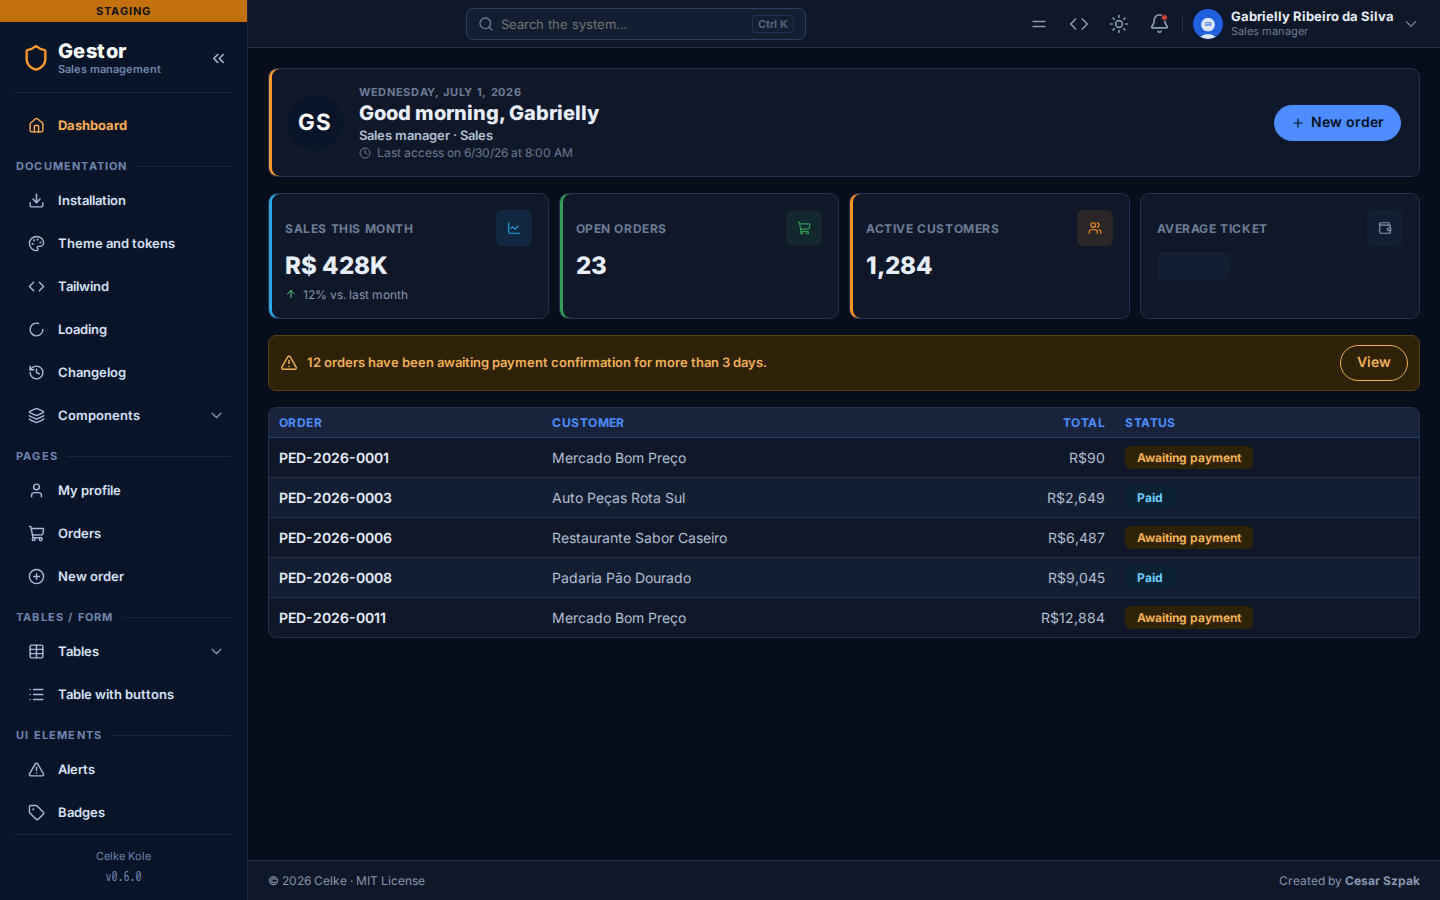 STAGING
Gestor
Sales management
Dashboard
DOCUMENTATION
Installation
Theme and tokens
Tailwind
Loading
Changelog
Components
PAGES
My profile
Orders
New order
TABLES / FORM
Tables
Table with buttons
UI ELEMENTS
Alerts
Badges
Celke Kole
v0.6.0
Search the system...
Ctrl K
GR
Gabrielly Ribeiro da Silva
Sales manager
GS
WEDNESDAY, JULY 1, 2026
Good morning, Gabrielly
Sales manager · Sales
Last access on 6/30/26 at 8:00 AM
New order
SALES THIS MONTH
R$ 428K
12% vs. last month
OPEN ORDERS
23
ACTIVE CUSTOMERS
1,284
AVERAGE TICKET
12 orders have been awaiting payment confirmation for more than 3 days.
View
ORDER CUSTOMER TOTAL STATUS
PED-2026-0001 Mercado Bom Preço R$90 Awaiting payment
PED-2026-0003 Auto Peças Rota Sul R$2,649 Paid
PED-2026-0006 Restaurante Sabor Caseiro R$6,487 Awaiting payment
PED-2026-0008 Padaria Pão Dourado R$9,045 Paid
PED-2026-0011 Mercado Bom Preço R$12,884 Awaiting payment
© 2026 Celke · MIT License
Created by Cesar Szpak